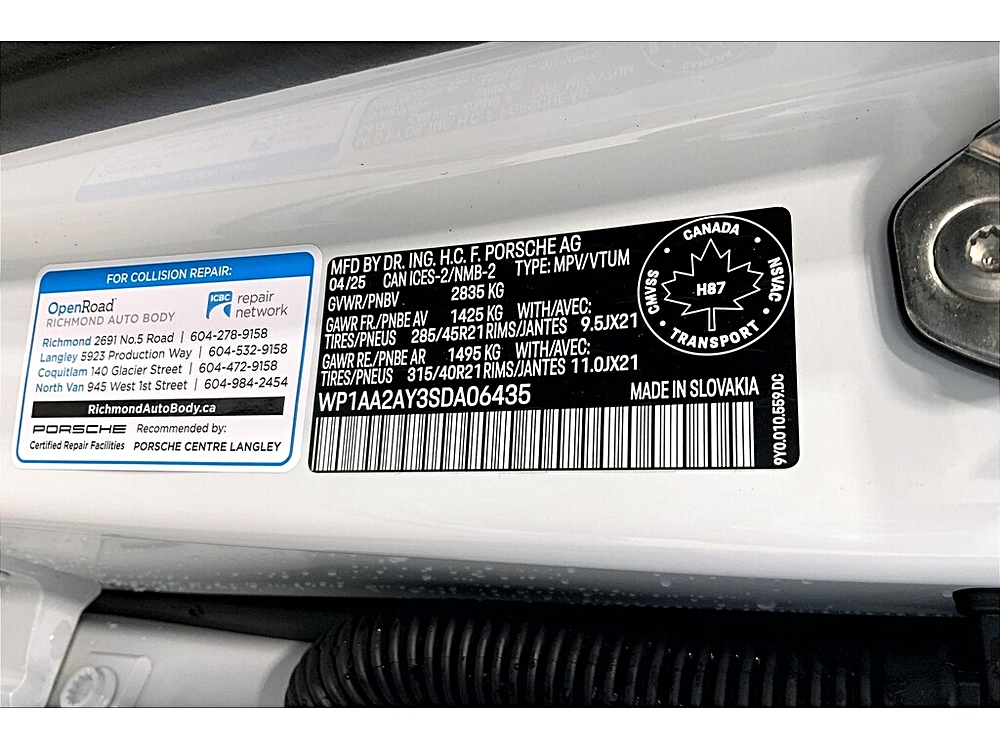 FOR COLLISION REPAIR:
OpenRoad
RICHMOND AUTO BODY
ICBC repair
network
Richmond 2691 No.5 Road | 604-278-9158
Langley 5923 Production Way | 604-532-9158
Coquitlam 140 Glacier Street | 604-472-9158
North Van 945 West 1st Street | 604-984-2454
RichmondAutoBody.ca
PORSCHE Recommended by:
Certified Repair Facilities PORSCHE CENTRE LANGLEY
MFD BY DR. ING. H.C. F. PORSCHE AG
04/25 CAN ICES-2/NMB-2 TYPE: MPV/VTUM
GVWR/PNBV 2835 KG
GAWR FR./PNBE AV 1425 KG WITH/AVEC:
TIRES/PNEUS 285/45R21 RIMS/JANTES 9.5JX21
GAWR RE./PNBE AR 1495 KG WITH/AVEC:
TIRES/PNEUS 315/40R21 RIMS/JANTES 11.0JX21
WP1AA2AY3SDA06435 MADE IN SLOVAKIA
CANADA
CMVSS
H87
NSVAC
TRANSPORT
9Y0.010.559.DC